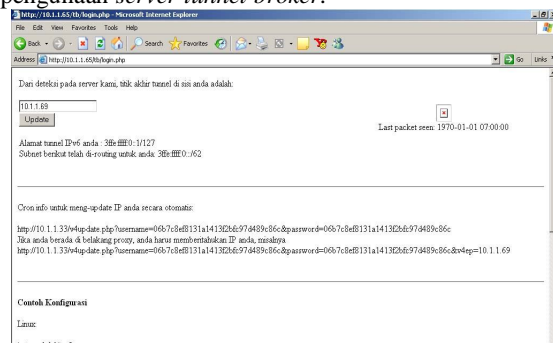 pengunaan server tunnel broker.
http://10.1.1.65/tb/login.php - Microsoft Internet Explorer
File Edit View Favorites Tools Help
Back Search Favorites
Address http://10.1.1.65/tb/login.php Go Links
Dari deteksi pada server kami, titik akhir tunnel di sisi anda adalah:
10.1.1.69
Update
Last packet seen: 1970-01-01 07:00:00
Alamat tunnel IPv6 anda : 3ffe:ffff:0::1/127
Subnet berikut telah di-routing untuk anda: 3ffe:ffff:0::/62
Cron info untuk meng-update IP anda secara otomatis:
http://10.1.1.33/v4update.php?username=06b7c8ef8131a1413f2bfc97d489c86c&password=06b7c8ef8131a1413f2bfc97d489c86c
Jika anda berada di belakang proxy, anda harus memberitahukan IP anda, misalnya
http://10.1.1.33/v4update.php?username=06b7c8ef8131a1413f2bfc97d489c86c&password=06b7c8ef8131a1413f2bfc97d489c86c&v4ep=10.1.1.69
Contoh Konfigurasi
Linux: